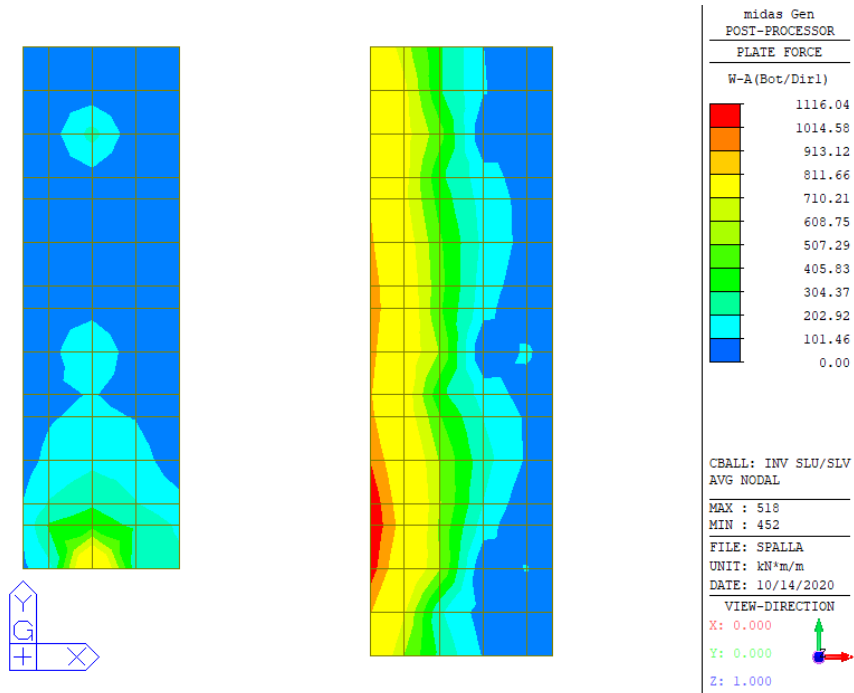 midas Gen
POST-PROCESSOR
PLATE FORCE
W-A(Bot/Dir1)
1116.04
1014.58
913.12
811.66
710.21
608.75
507.29
405.83
304.37
202.92
101.46
0.00
CBALL: INV SLU/SLV
AVG NODAL
MAX : 518
MIN : 452
FILE: SPALLA
UNIT: kN*m/m
DATE: 10/14/2020
VIEW-DIRECTION
X: 0.000
Y: 0.000
Z: 1.000
Z
Y
G
X